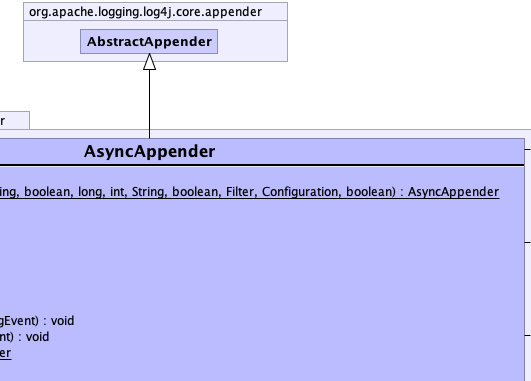 org.apache.logging.log4j.core.appender
AbstractAppender
r
AsyncAppender
ing, boolean, long, int, String, boolean, Filter, Configuration, boolean) : AsyncAppender
gEvent) : void
nt) : void
er